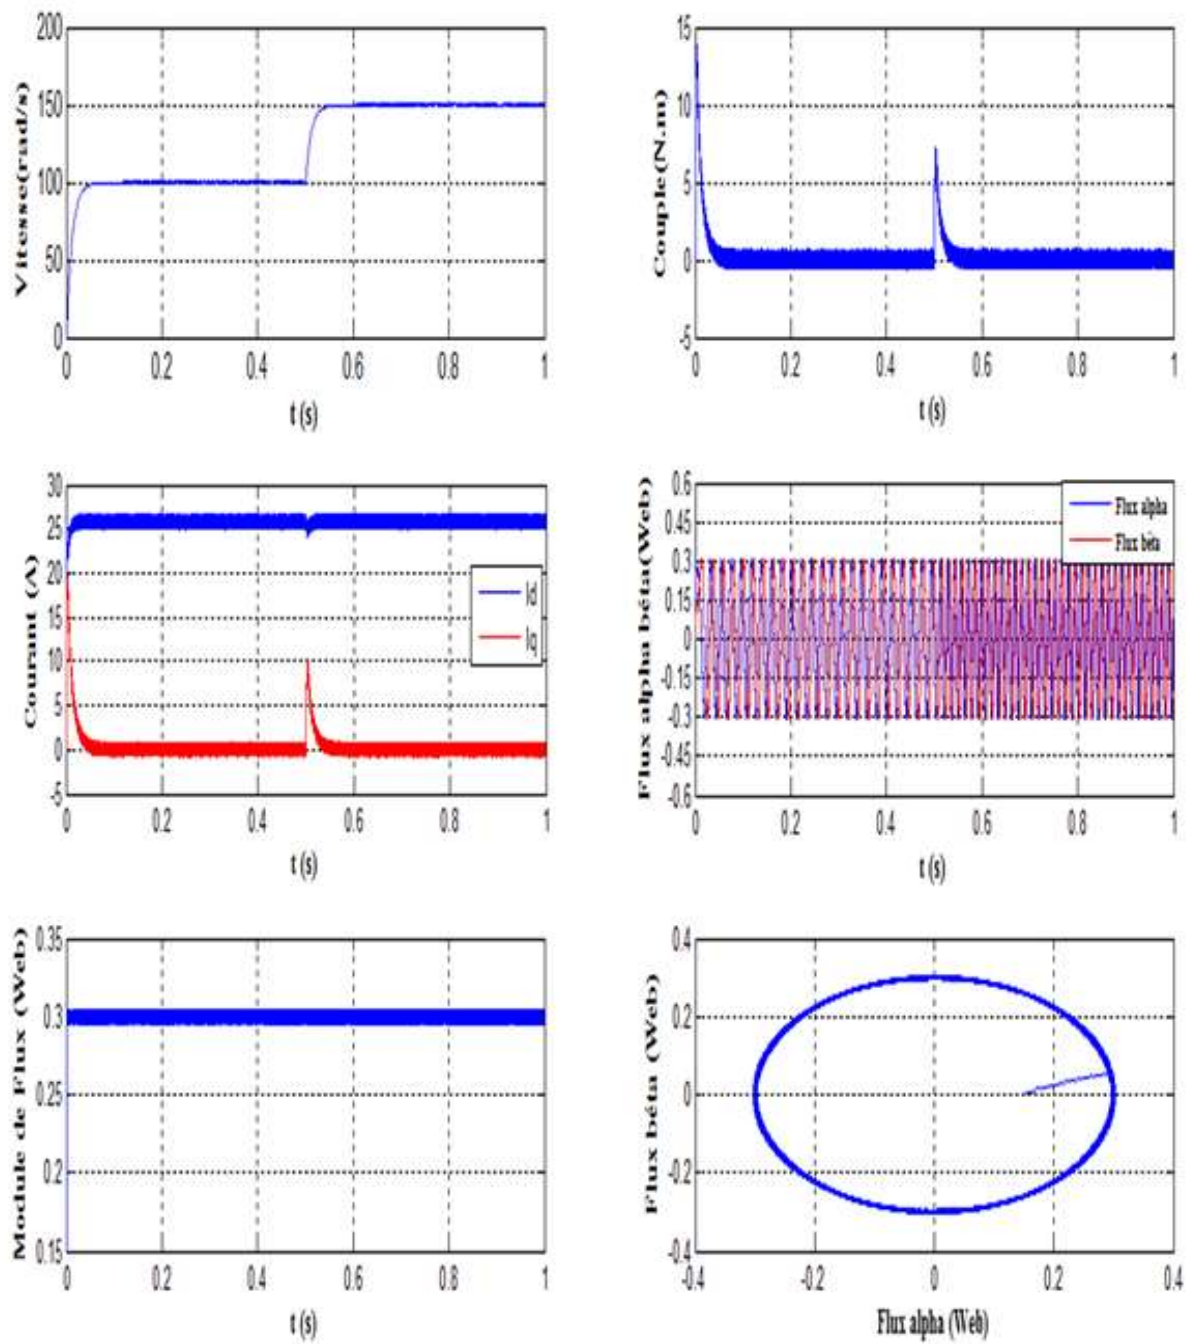 Vitesse(rad/s)
200
150
100
50
0
0 0.2 0.4 0.6 0.8 1
t (s)
Couple(N.m)
15
10
5
0
-5
0 0.2 0.4 0.6 0.8 1
t (s)
Courant (A)
30
25
20
15
10
5
0
-5
Id
Iq
0 0.2 0.4 0.6 0.8 1
t (s)
Flux alpha béta(Web)
0.6
0.45
0.3
0.15
0
-0.15
-0.3
-0.45
-0.6
Flux alpha
Flux bèta
0 0.2 0.4 0.6 0.8 1
t (s)
Module de Flux (Web)
0.35
0.3
0.25
0.2
0.15
0 0.2 0.4 0.6 0.8 1
t (s)
Flux béta (Web)
0.4
0.2
0
-0.2
-0.4
-0.4 -0.2 0 0.2 0.4
Flux alpha (Web)